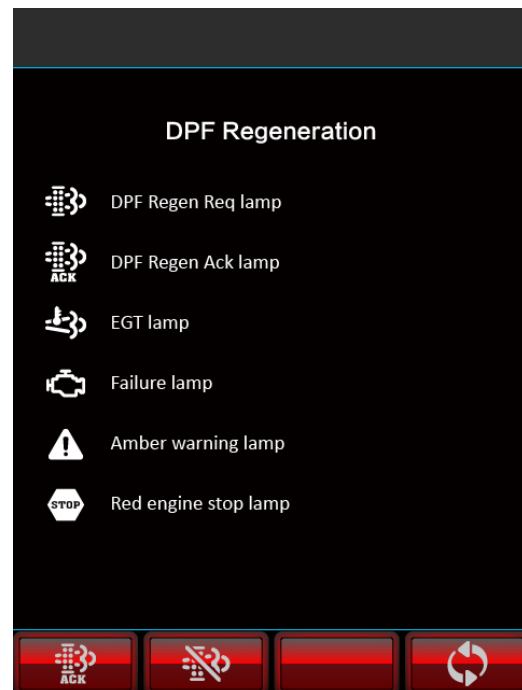 DPF Regeneration
DPF Regen Req lamp
ACK
DPF Regen Ack lamp
EGT lamp
Failure lamp
Amber warning lamp
STOP
Red engine stop lamp
ACK